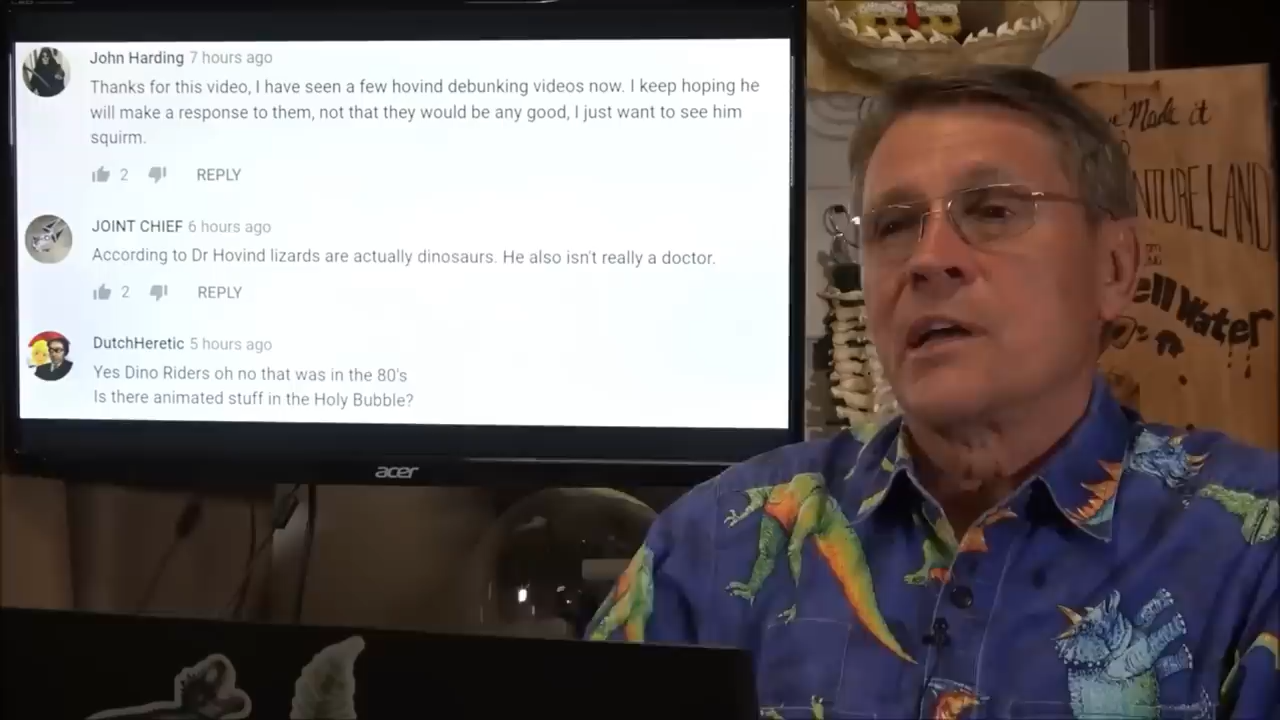 John Harding 7 hours ago
Thanks for this video, I have seen a few hovind debunking videos now. I keep hoping he
will make a response to them, not that they would be any good, I just want to see him
squirm.
2 REPLY
JOINT CHIEF 6 hours ago
According to Dr Hovind lizards are actually dinosaurs. He also isn't really a doctor.
2 REPLY
DutchHeretic 5 hours ago
Yes Dino Riders oh no that was in the 80's
Is there animated stuff in the Holy Bubble?
acer
Made it
NTURE LAND
ell Water